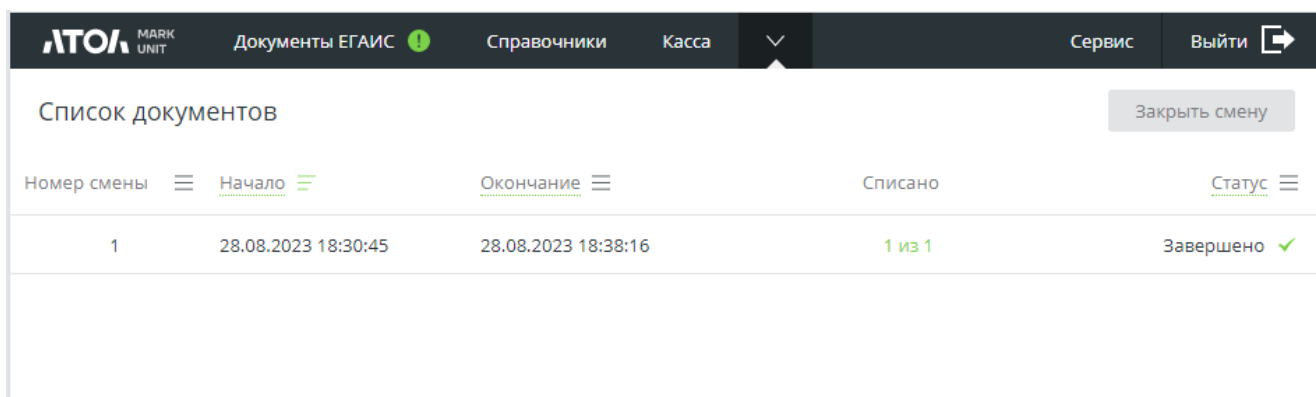 АТОЛ MARK UNIT Документы ЕГАИС ! Справочники Касса Сервис Выйти
Список документов Закрыть смену
Номер смены Начало Окончание Списано Статус
1 28.08.2023 18:30:45 28.08.2023 18:38:16 1 из 1 Завершено